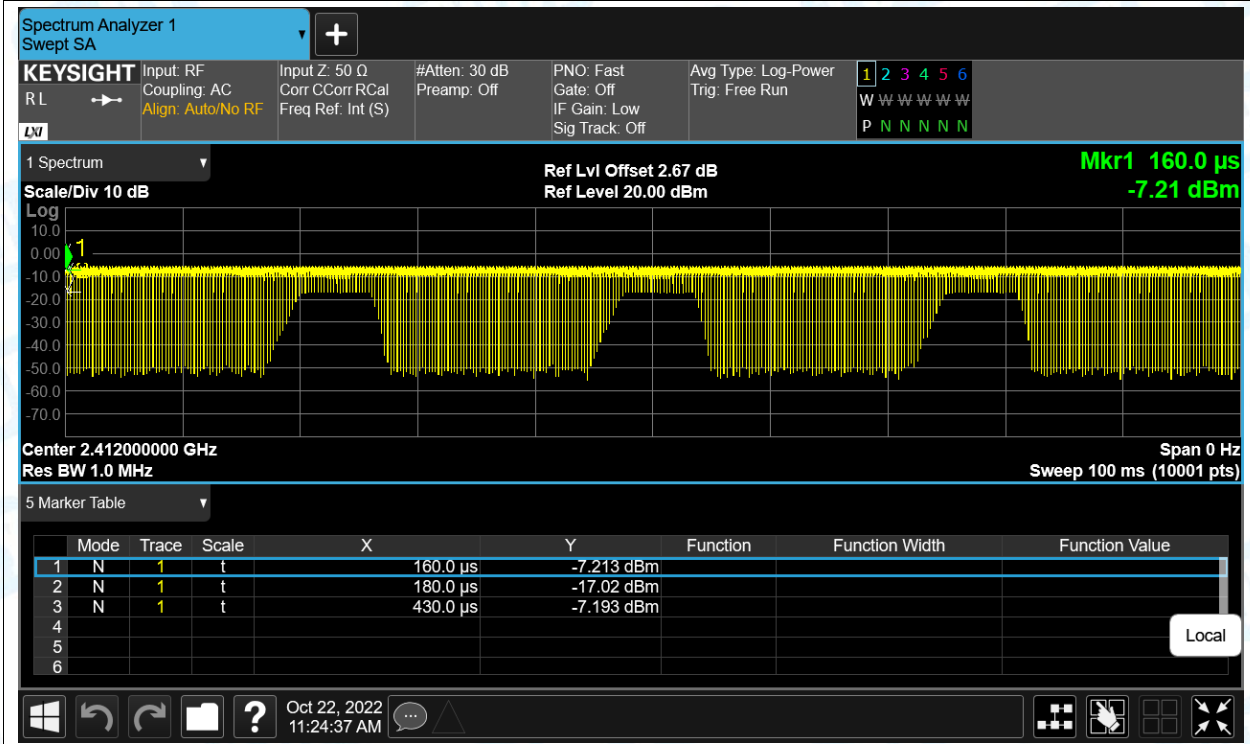 Spectrum Analyzer 1
Swept SA
KEYSIGHT Input: RF Input Z: 50 Ω #Atten: 30 dB PNO: Fast Avg Type: Log-Power 1 2 3 4 5 6
R L Coupling: AC Corr CCorr RCal Preamp: Off Gate: Off Trig: Free Run W W W W W W
Align: Auto/No RF Freq Ref: Int (S) IF Gain: Low
LXI Sig Track: Off P N N N N N
1 Spectrum Ref Lvl Offset 2.67 dB Mkr1 160.0 µs
Scale/Div 10 dB Ref Level 20.00 dBm -7.21 dBm
Log
10.0
0.00 1
-10.0
-20.0
-30.0
-40.0
-50.0
-60.0
-70.0
Center 2.412000000 GHz Span 0 Hz
Res BW 1.0 MHz Sweep 100 ms (10001 pts)
5 Marker Table
Mode Trace Scale X Y Function Function Width Function Value
1 N 1 t 160.0 µs -7.213 dBm
2 N 1 t 180.0 µs -17.02 dBm
3 N 1 t 430.0 µs -7.193 dBm
4
5
6
Local
? Oct 22, 2022
11:24:37 AM